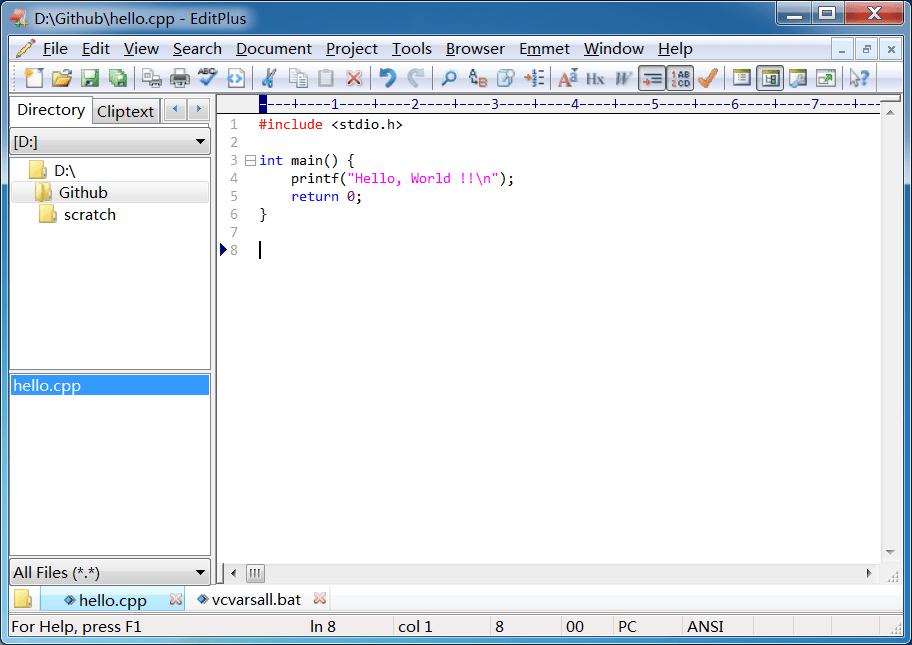 D:\Github\hello.cpp - EditPlus
File Edit View Search Document Project Tools Browser Emmet Window Help
Directory Cliptext
[D:]
D:\
Github
scratch
hello.cpp
All Files (*.*)
----+----1----+----2----+----3----+----4----+----5----+----6----+----7----+---
1 #include <stdio.h>
2
3 int main() {
4 printf("Hello, World !!\n");
5 return 0;
6 }
7
8
hello.cpp vcvarsall.bat
For Help, press F1 ln 8 col 1 8 00 PC ANSI